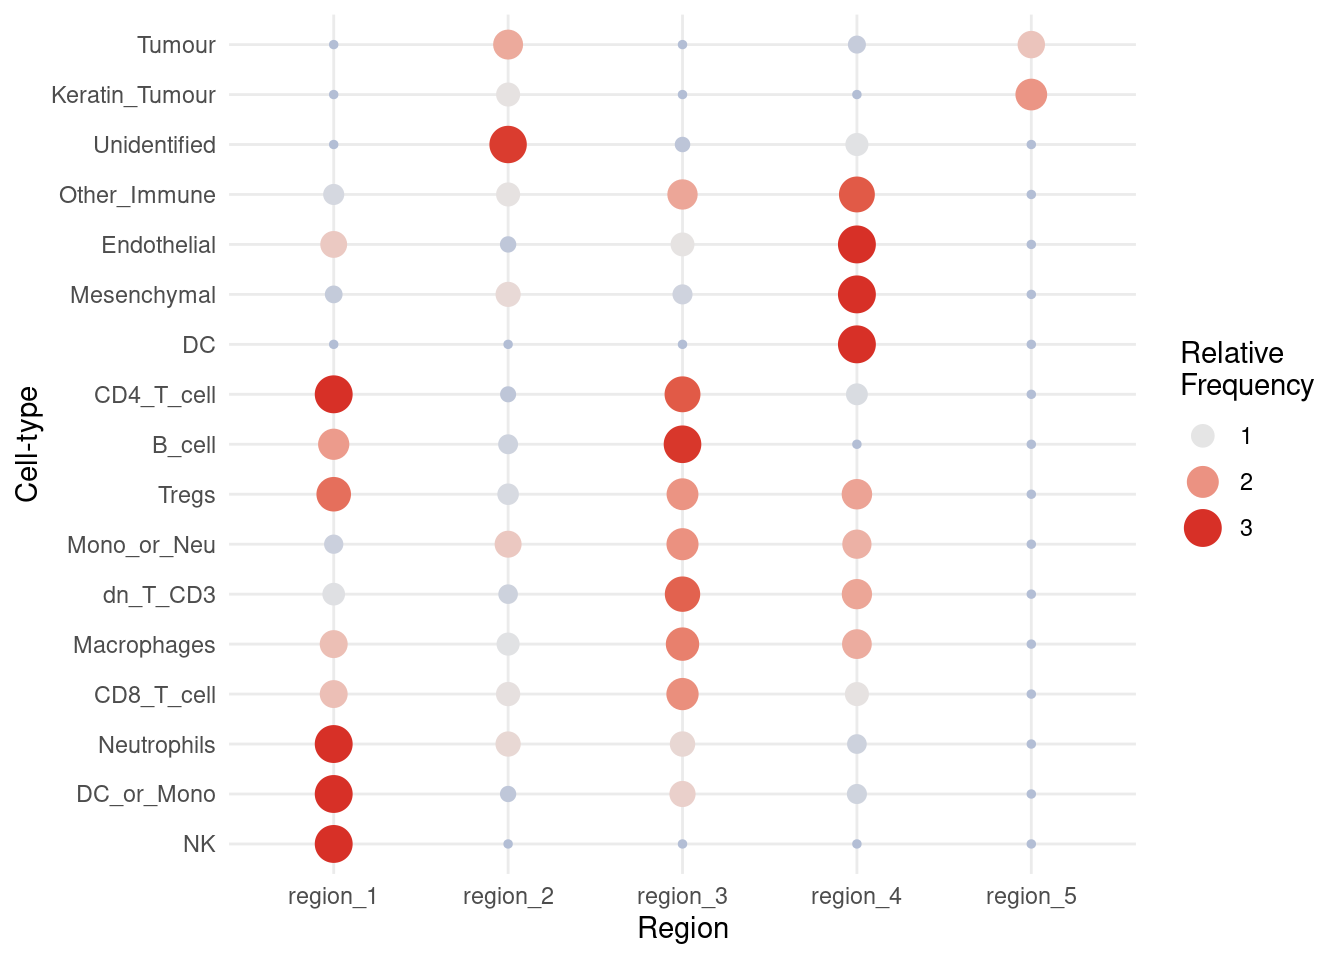 Tumour
Keratin_Tumour
Unidentified
Other_Immune
Endothelial
Mesenchymal
DC
CD4_T_cell
B_cell
Tregs
Mono_or_Neu
dn_T_CD3
Macrophages
CD8_T_cell
Neutrophils
DC_or_Mono
NK
Cell-type
region_1 region_2 region_3 region_4 region_5
Region
Relative
Frequency
1
2
3